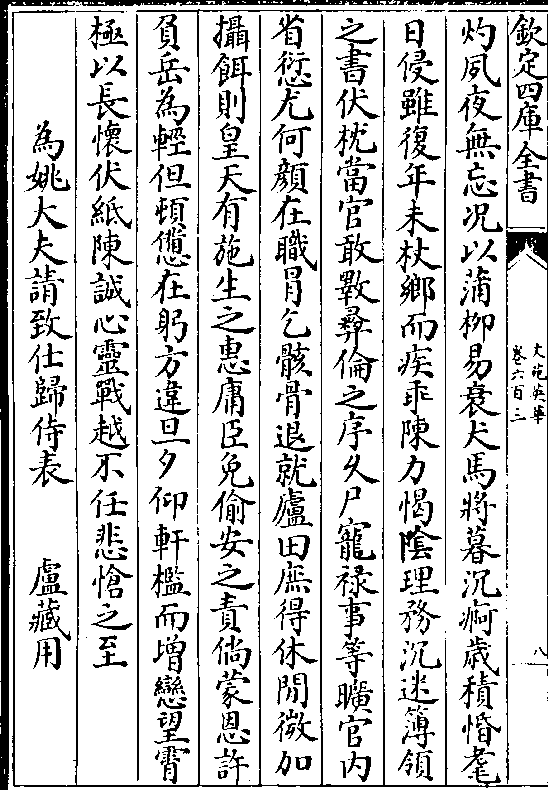 欽定四庫全書
文苑英華
卷六百三
八
灼夙夜無忘况以蒲柳易衰犬馬將暮沉痾歳積惛耄
日侵雖復年未杖鄉而疾乖陳力愒陰理務沉迷簿領
之書伏枕當官敢斁彞倫之序乆尸寵禄事等曠官内
省愆尤何顔在職冐乞骸骨退就廬田庶得休閒微加
攝餌則皇天有施生之惠庸臣免偷安之責倘蒙恩許
負岳為輕但頓憊在躬方違旦夕仰軒檻而增戀望霄
極以長懷伏紙陳誠心靈戰越不任悲愴之至
為姚大夫請致仕歸侍表　盧藏用